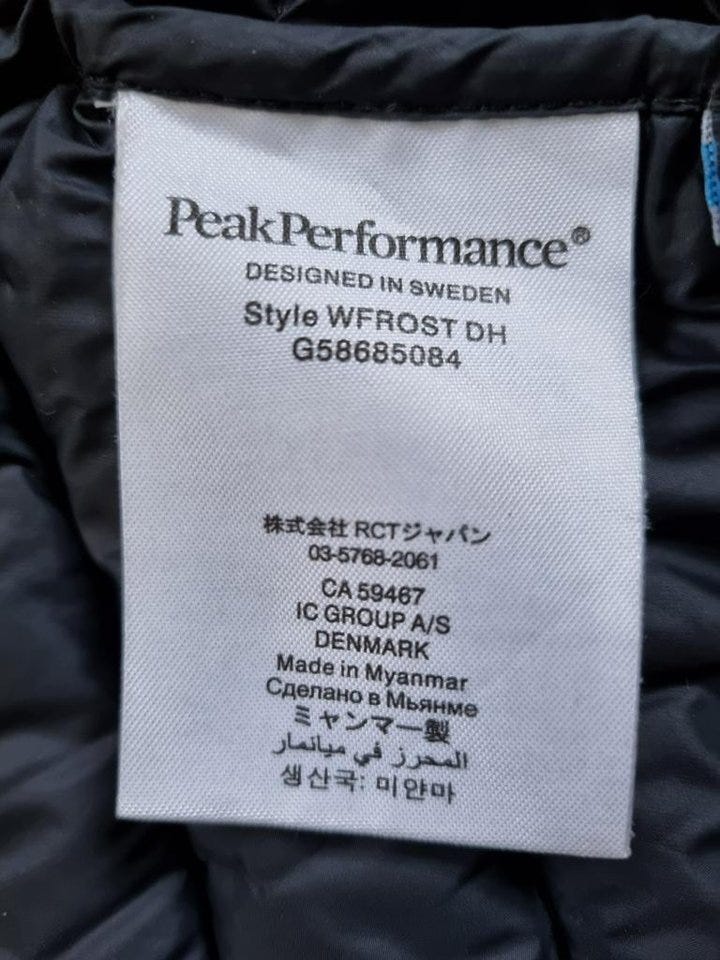 PeakPerformance®
DESIGNED IN SWEDEN
Style WFROST DH
G58685084
株式会社 RCTジャパン
03-5768-2061
CA 59467
IC GROUP A/S
DENMARK
Made in Myanmar
Сделано в Мьянме
ミャンマー製
المحرز في ميانمار
생산국: 미얀마